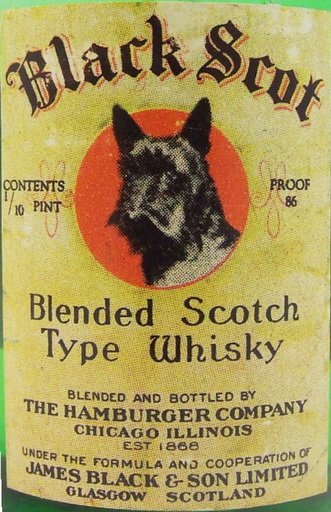 Black Scot
CONTENTS
1/10 PINT
PROOF
86
Blended Scotch
Type Whisky
BLENDED AND BOTTLED BY
THE HAMBURGER COMPANY
CHICAGO ILLINOIS
EST 1868
UNDER THE FORMULA AND COOPERATION OF
JAMES BLACK & SON LIMITED
GLASGOW SCOTLAND